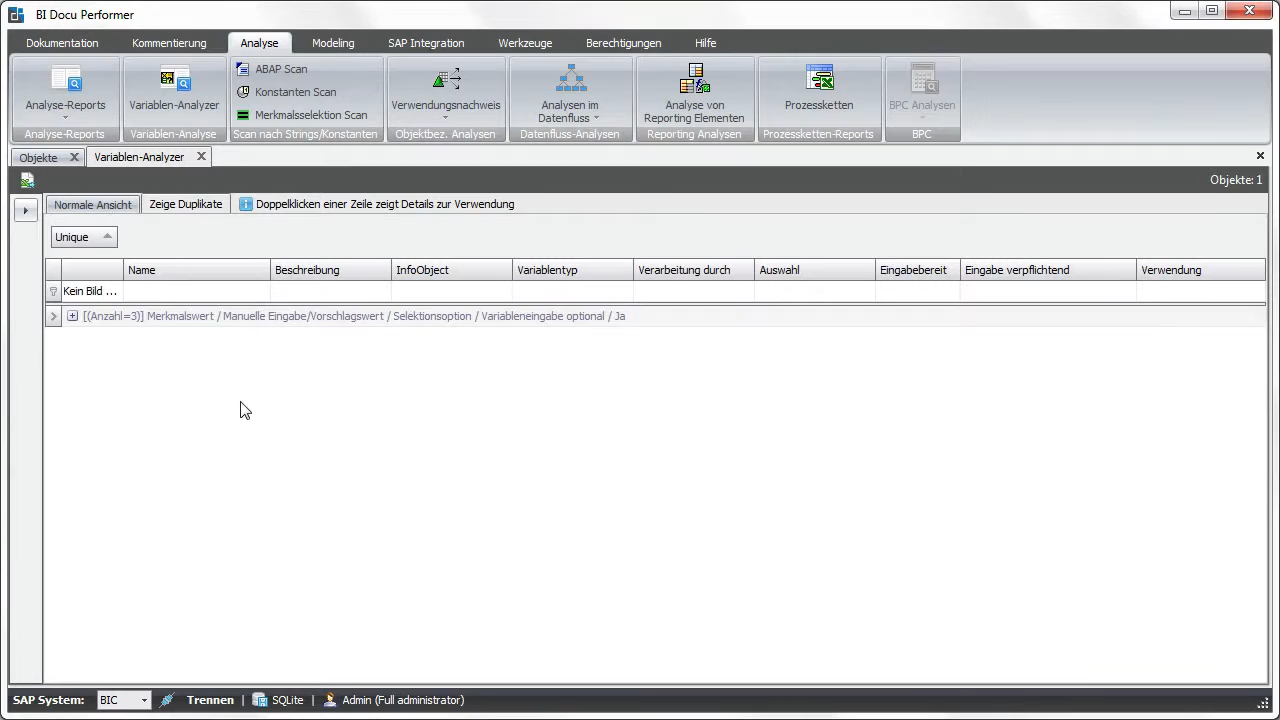 BI Docu Performer
Dokumentation Kommentierung Analyse Modeling SAP Integration Werkzeuge Berechtigungen Hilfe
Analyse-Reports
Analyse-Reports
Variablen-Analyzer
Variablen-Analyse
ABAP Scan
Konstanten Scan
Merkmalsselektion Scan
Scan nach Strings/Konstanten
Verwendungsnachweis
Objektbez. Analysen
Analysen im
Datenfluss
Datenfluss-Analysen
Analyse von
Reporting Elementen
Reporting Analysen
Prozessketten
Prozessketten-Reports
BPC Analysen
BPC
Objekte Variablen-Analyzer
Objekte: 1
Normale Ansicht Zeige Duplikate Doppelklicken einer Zeile zeigt Details zur Verwendung
Unique
Name Beschreibung InfoObject Variablentyp Verarbeitung durch Auswahl Eingabebereit Eingabe verpflichtend Verwendung
Kein Bild ...
[(Anzahl=3)] Merkmalswert / Manuelle Eingabe/Vorschlagswert / Selektionsoption / Variableneingabe optional / Ja
SAP System: BIC Trennen | SQLite | Admin (Full administrator)